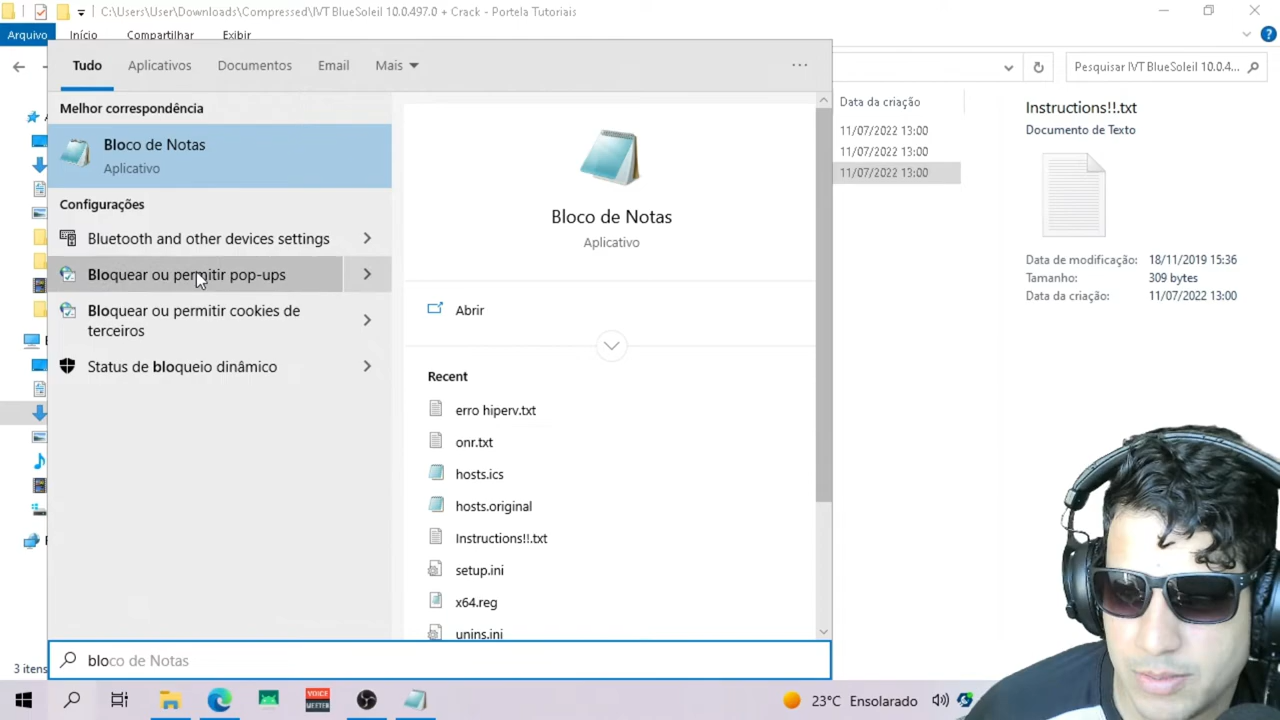 C:\Users\User\Downloads\Compressed\IVT BlueSoleil 10.0.497.0 + Crack - Portela Tutoriais
Arquivo
Início
Compartilhar
Exibir
Pesquisar IVT BlueSoleil 10.0.4...
Tudo
Aplicativos
Documentos
Email
Mais
Melhor correspondência
Bloco de Notas
Aplicativo
Configurações
Bluetooth and other devices settings
Bloquear ou permitir pop-ups
Bloquear ou permitir cookies de
terceiros
Status de bloqueio dinâmico
Bloco de Notas
Aplicativo
Abrir
Recent
erro hiperv.txt
onr.txt
hosts.ics
hosts.original
Instructions!!.txt
setup.ini
x64.reg
unins.ini
Data da criação
11/07/2022 13:00
11/07/2022 13:00
11/07/2022 13:00
Instructions!!.txt
Documento de Texto
Data de modificação: 18/11/2019 15:36
Tamanho: 309 bytes
Data da criação: 11/07/2022 13:00
3 itens
bloco de Notas
VOICE
MEETER
23°C Ensolarado